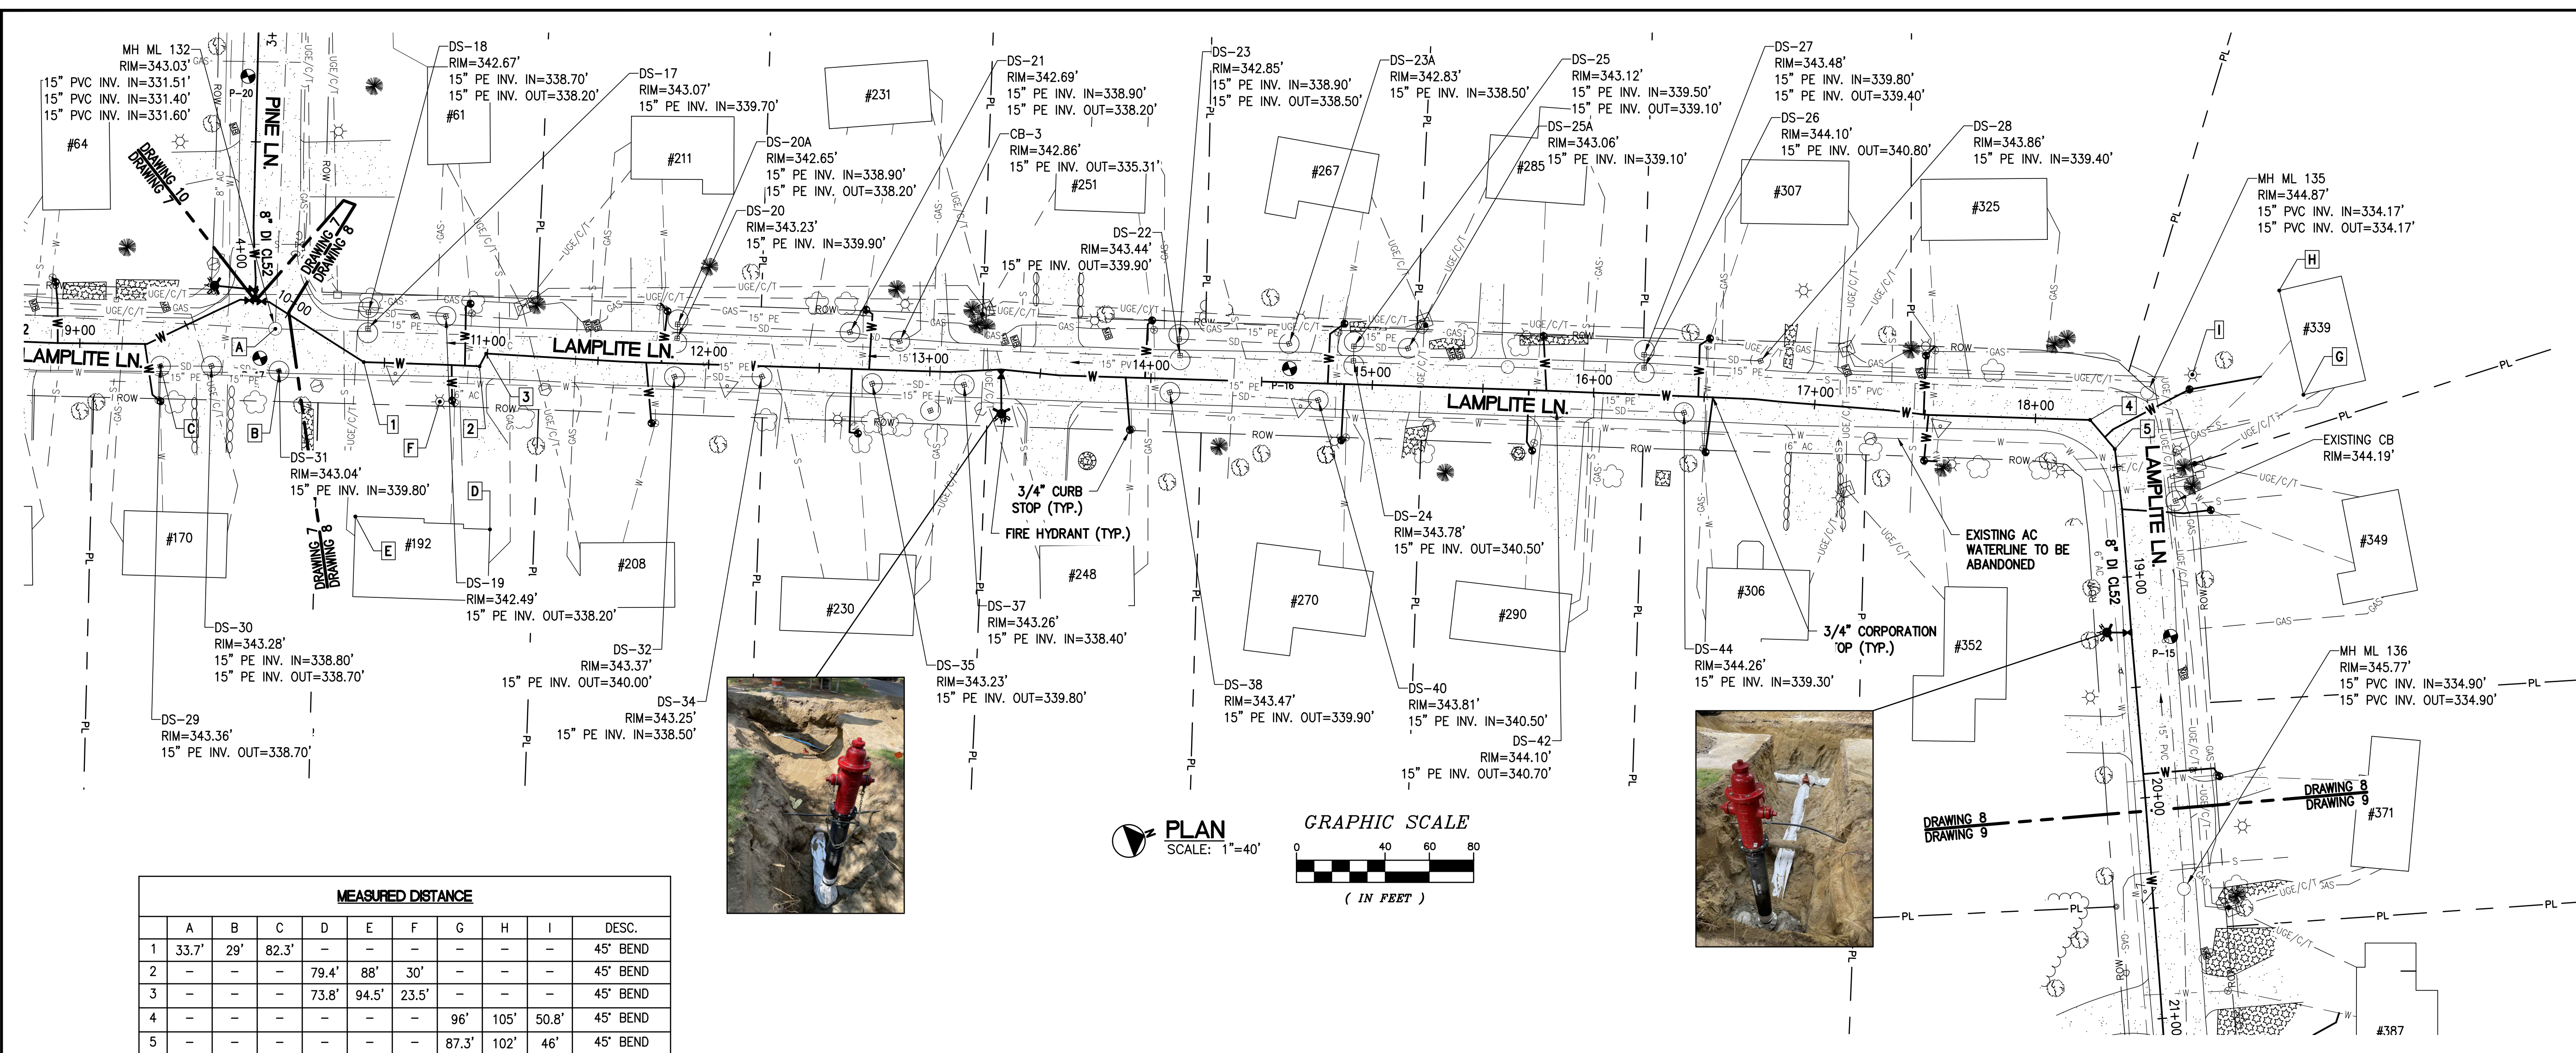 MH ML 132
RIM=343.03'
15" PVC INV. IN=331.51'
15" PVC INV. IN=331.40'
15" PVC INV. IN=331.60'
DS-18
RIM=342.67'
15" PE INV. IN=338.70'
15" PE INV. OUT=338.20'
DS-17
RIM=343.07'
15" PE INV. IN=339.70'
DS-20A
RIM=342.65'
15" PE INV. IN=338.90'
15" PE INV. OUT=338.20'
DS-20
RIM=343.23'
15" PE INV. IN=339.90'
DS-21
RIM=342.69'
15" PE INV. IN=338.90'
15" PE INV. OUT=338.20'
CB-3
RIM=342.86'
15" PE INV. OUT=335.31'
DS-22
RIM=343.44'
15" PE INV. OUT=339.90'
DS-23
RIM=342.85'
15" PE INV. IN=338.90'
15" PE INV. OUT=338.50'
DS-23A
RIM=342.83'
15" PE INV. IN=338.50'
DS-25
RIM=343.12'
15" PE INV. IN=339.50'
15" PE INV. OUT=339.10'
DS-25A
RIM=343.06'
15" PE INV. IN=339.10'
DS-27
RIM=343.48'
15" PE INV. IN=339.80'
15" PE INV. OUT=339.40'
DS-26
RIM=344.10'
15" PE INV. OUT=340.80'
DS-28
RIM=343.86'
15" PE INV. IN=339.40'
MH ML 135
RIM=344.87'
15" PVC INV. IN=334.17'
15" PVC INV. OUT=334.17'
#64
#61
#211
#231
#251
#267
#285
#307
#325
#339
P-20
PINE LN.
3+
4+00
8" DI CL52
8" AC
DRAWING 10
DRAWING 7
DRAWING 7
DRAWING 8
9+00
10+00
11+00
12+00
13+00
14+00
15+00
16+00
17+00
18+00
LAMPLITE LN.
LAMPLITE LN.
LAMPLITE LN.
LAMPLITE LN.
P-16
A
B
C
D
E
F
G
H
I
1
2
3
4
5
EXISTING CB
RIM=344.19'
DS-31
RIM=343.04'
15" PE INV. IN=339.80'
DRAWING 7
DRAWING 8
#170
#192
#208
#230
#248
#270
#290
#306
#352
#349
#371
#387
3/4" CURB
STOP (TYP.)
FIRE HYDRANT (TYP.)
DS-24
RIM=343.78'
15" PE INV. OUT=340.50'
EXISTING AC
WATERLINE TO BE
ABANDONED
6" AC
8" DI CL52
19+00
P-15
DS-19
RIM=342.49'
15" PE INV. OUT=338.20'
DS-30
RIM=343.28'
15" PE INV. IN=338.80'
15" PE INV. OUT=338.70'
DS-29
RIM=343.36'
15" PE INV. OUT=338.70'
DS-32
RIM=343.37'
15" PE INV. OUT=340.00'
DS-34
RIM=343.25'
15" PE INV. IN=338.50'
DS-37
RIM=343.26'
15" PE INV. IN=338.40'
DS-35
RIM=343.23'
15" PE INV. OUT=339.80'
DS-38
RIM=343.47'
15" PE INV. OUT=339.90'
DS-40
RIM=343.81'
15" PE INV. IN=340.50'
DS-42
RIM=344.10'
15" PE INV. OUT=340.70'
DS-44
RIM=344.26'
15" PE INV. IN=339.30'
3/4" CORPORATION
OP (TYP.)
MH ML 136
RIM=345.77'
15" PVC INV. IN=334.90'
15" PVC INV. OUT=334.90'
20+00
21+00
DRAWING 8
DRAWING 9
DRAWING 8
DRAWING 9
N
PLAN
SCALE: 1"=40'
GRAPHIC SCALE
0 40 60 80
( IN FEET )
MEASURED DISTANCE
A B C D E F G H I DESC.
1 33.7' 29' 82.3' - - - - - - 45° BEND
2 - - - 79.4' 88' 30' - - - 45° BEND
3 - - - 73.8' 94.5' 23.5' - - - 45° BEND
4 - - - - - - 96' 105' 50.8' 45° BEND
5 - - - - - - 87.3' 102' 46' 45° BEND